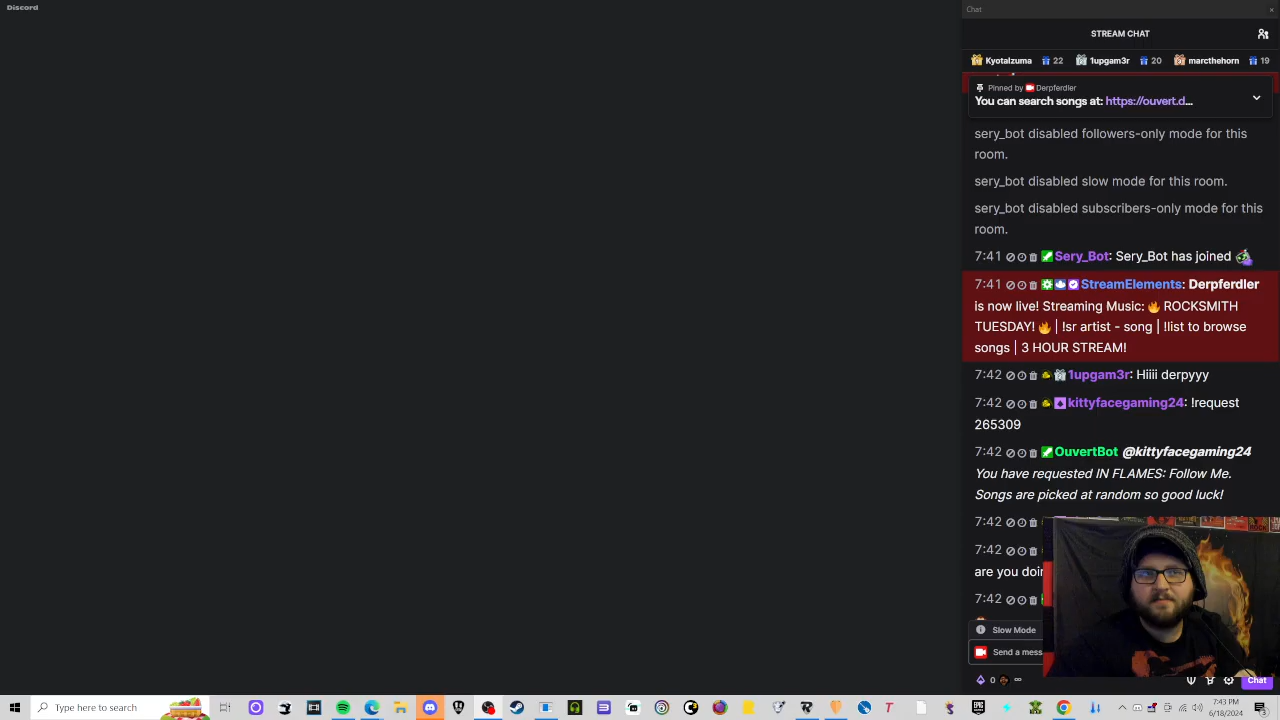 Discord
Chat
STREAM CHAT
KyotaIzuma 22 1upgam3r 20 marcthehorn 19
Pinned by Derpferdler
You can search songs at: https://ouvert.d...
sery_bot disabled followers-only mode for this
room.
sery_bot disabled slow mode for this room.
sery_bot disabled subscribers-only mode for this
room.
7:41 Sery_Bot: Sery_Bot has joined
7:41 StreamElements: Derpferdler
is now live! Streaming Music: 🔥 ROCKSMITH
TUESDAY! 🔥 | !sr artist - song | !list to browse
songs | 3 HOUR STREAM!
7:42 1upgam3r: Hiiii derpyyy
7:42 kittyfacegaming24: !request
265309
7:42 OuvertBot @kittyfacegaming24
You have requested IN FLAMES: Follow Me.
Songs are picked at random so good luck!
7:42
7:42
are you doin
7:42
Slow Mode
Send a mess
0 ∞ Chat
Type here to search
7:43 PM
6/18/2024